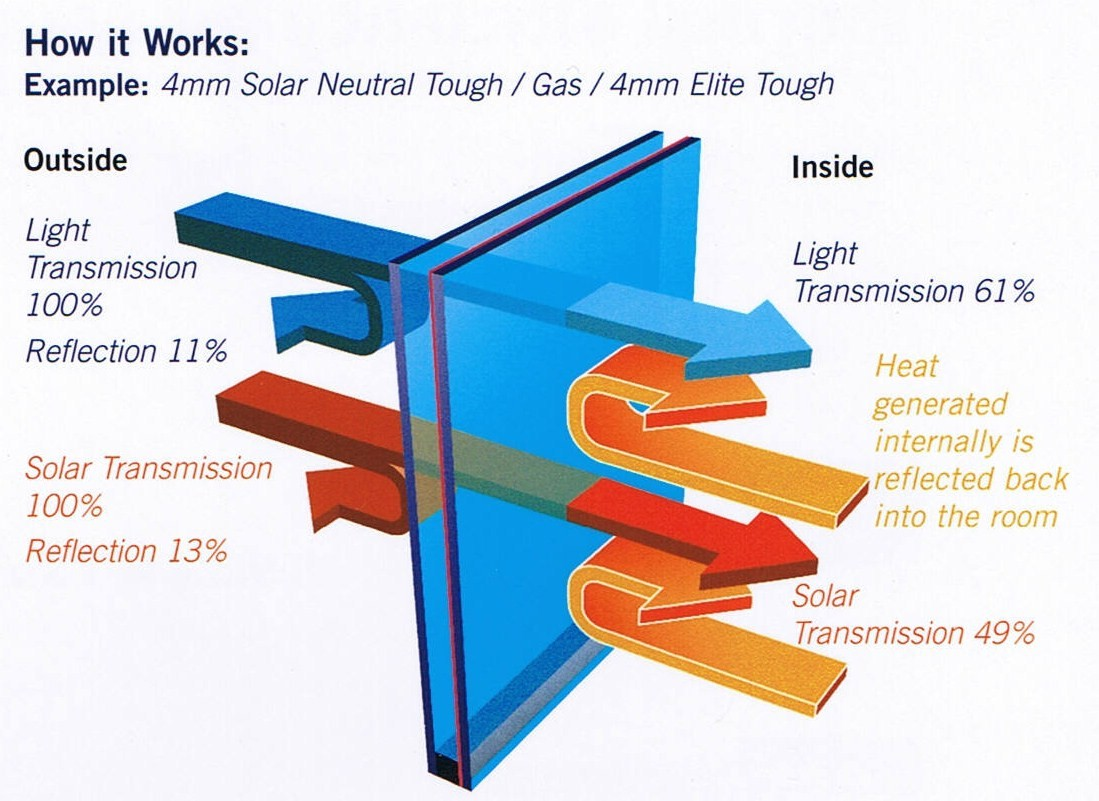 How it Works:
Example: 4mm Solar Neutral Tough / Gas / 4mm Elite Tough
Outside
Inside
Light
Transmission
100%
Reflection 11%
Light
Transmission 61%
Heat
generated
internally is
reflected back
into the room
Solar Transmission
100%
Reflection 13%
Solar
Transmission 49%